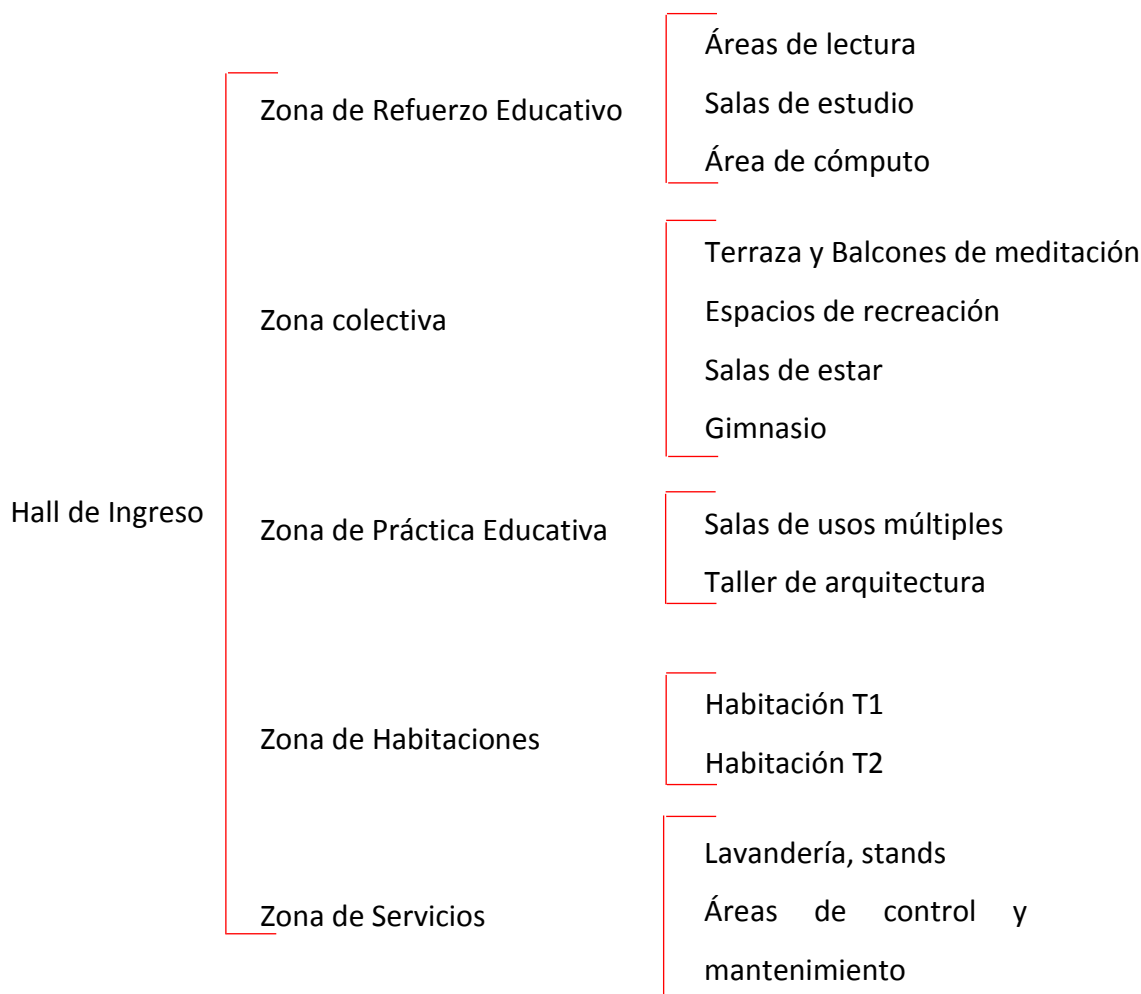 Hall de Ingreso
Zona de Refuerzo Educativo
Áreas de lectura
Salas de estudio
Área de cómputo
Zona colectiva
Terraza y Balcones de meditación
Espacios de recreación
Salas de estar
Gimnasio
Zona de Práctica Educativa
Salas de usos múltiples
Taller de arquitectura
Zona de Habitaciones
Habitación T1
Habitación T2
Zona de Servicios
Lavandería, stands
Áreas de control y
mantenimiento